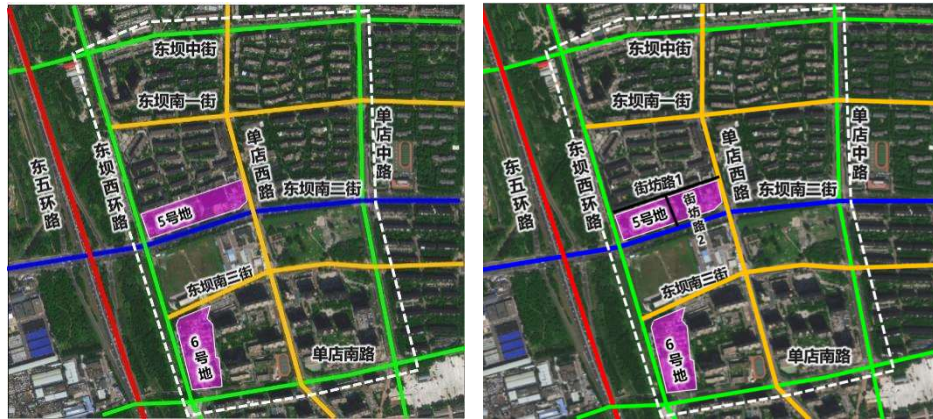 东坝中街
东坝南一街
东五环路
东坝西环路
单店西路
单店中路
东坝南二街
5号地
东坝南三街
6号地
单店南路
东坝中街
东坝南一街
东五环路
东坝西环路
街坊路1
单店西路
单店中路
东坝南二街
5号地
街坊路2
东坝南三街
6号地
单店南路